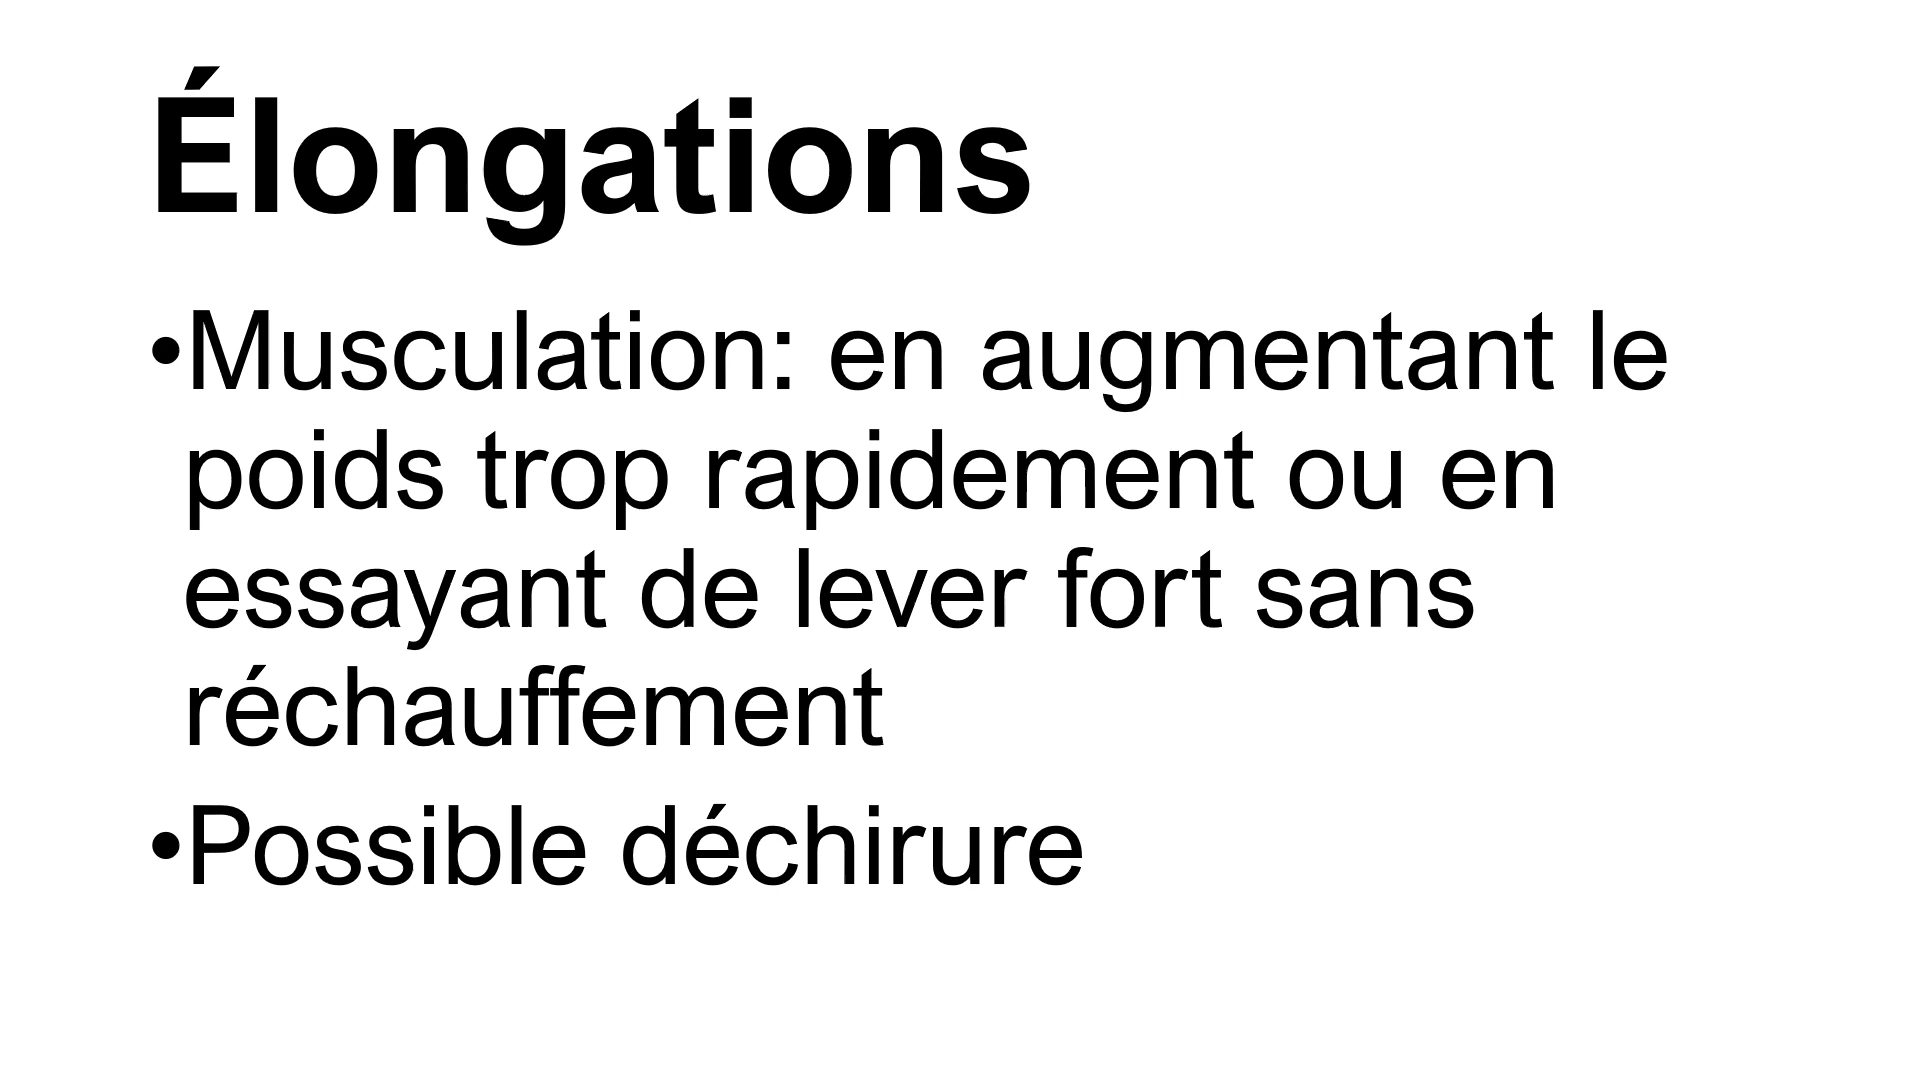 Élongations
•Musculation: en augmentant le
poids trop rapidement ou en
essayant de lever fort sans
réchauffement
•Possible déchirure